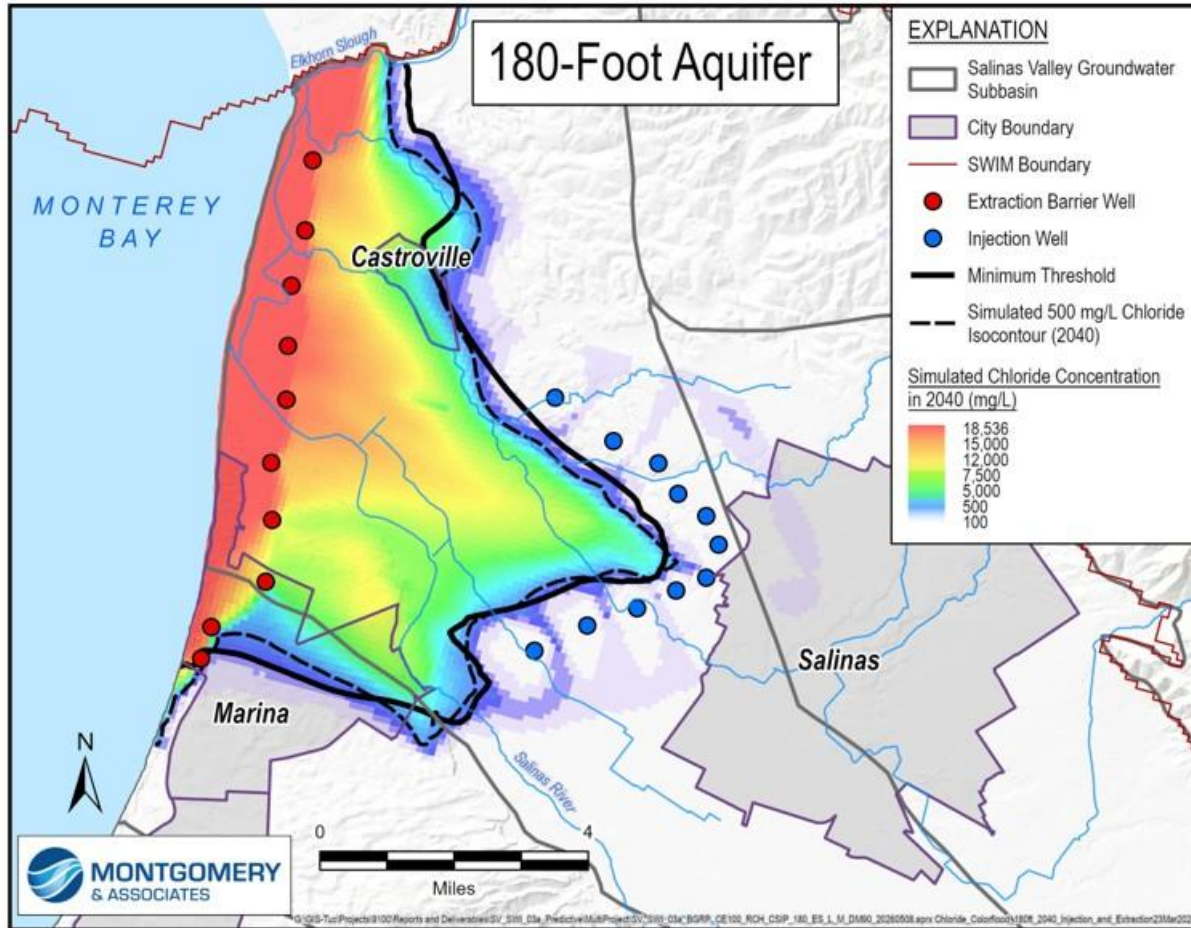 180-Foot Aquifer
Elkhorn Slough
MONTEREY
BAY
Castroville
Salinas
Marina
Salinas River
N
0 4
Miles
MONTGOMERY
& ASSOCIATES
EXPLANATION
Salinas Valley Groundwater
Subbasin
City Boundary
SWIM Boundary
Extraction Barrier Well
Injection Well
Minimum Threshold
Simulated 500 mg/L Chloride
Isocontour (2040)
Simulated Chloride Concentration
in 2040 (mg/L)
18,536
15,000
12,000
7,500
5,000
500
100